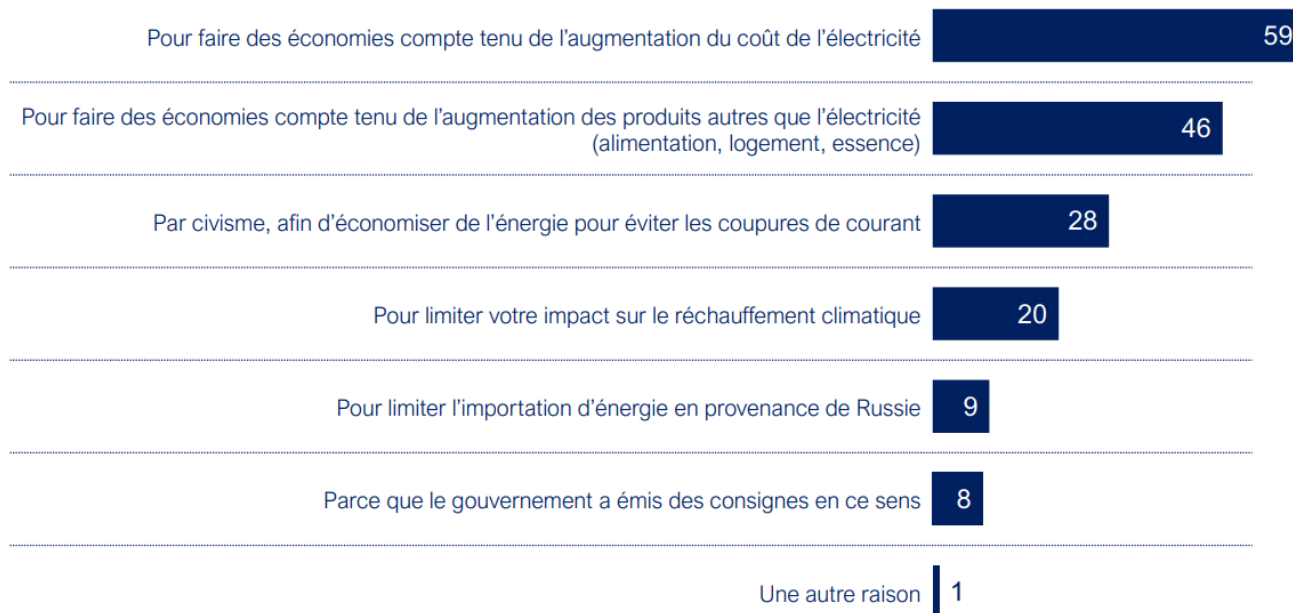 Pour faire des économies compte tenu de l'augmentation du coût de l'électricité 59
Pour faire des économies compte tenu de l'augmentation des produits autres que l'électricité
(alimentation, logement, essence) 46
Par civisme, afin d'économiser de l'énergie pour éviter les coupures de courant 28
Pour limiter votre impact sur le réchauffement climatique 20
Pour limiter l'importation d'énergie en provenance de Russie 9
Parce que le gouvernement a émis des consignes en ce sens 8
Une autre raison 1